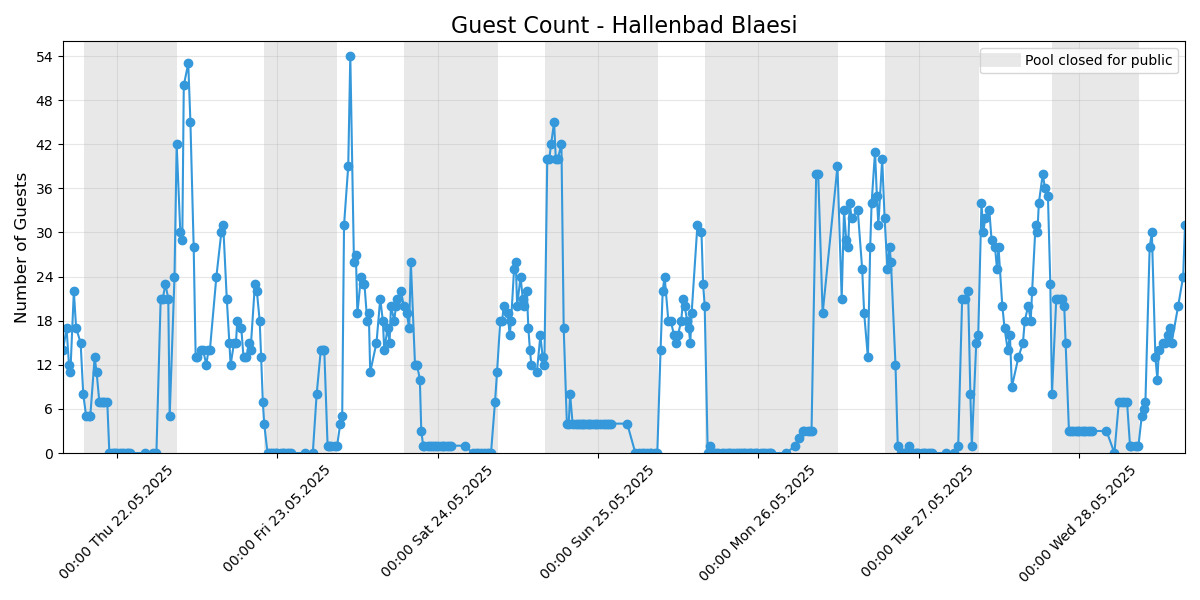 Guest Count - Hallenbad Blaesi
Pool closed for public
Number of Guests
54
48
42
36
30
24
18
12
6
0
00:00 Thu 22.05.2025
00:00 Fri 23.05.2025
00:00 Sat 24.05.2025
00:00 Sun 25.05.2025
00:00 Mon 26.05.2025
00:00 Tue 27.05.2025
00:00 Wed 28.05.2025